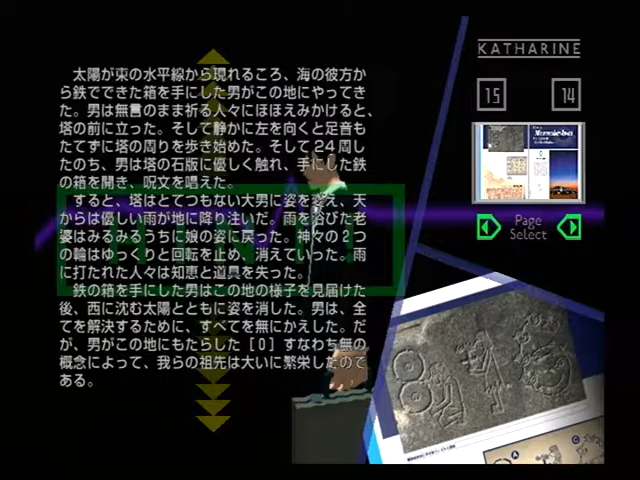 太陽が東の水平線から現れるころ、海の彼方か
ら鉄でできた箱を手にした男がこの地にやってき
た。男は無言のまま祈る人々にほほえみかけると、
塔の前に立った。そして静かに左を向くと足音も
たてずに塔の周りを歩き始めた。そして24周し
たのち、男は塔の石版に優しく触れ、手にした鉄
の箱を開き、呪文を唱えた。
すると、塔はとてつもない大男に姿を変え、天
からは優しい雨が地に降り注いだ。雨を浴びた老
婆はみるみるうちに娘の姿に戻った。神々の2つ
の輪はゆっくりと回転を止め、消えていった。雨
に打たれた人々は知恵と道具を失った。
鉄の箱を手にした男はこの地の様子を見届けた
後、西に沈む太陽とともに姿を消した。男は、全
てを解決するために、すべてを無にかえした。だ
が、男がこの地にもたらした[0]すなわち無の
概念によって、我らの祖先は大いに繁栄したので
ある。
KATHARINE
15 14
Page
Select
A
C